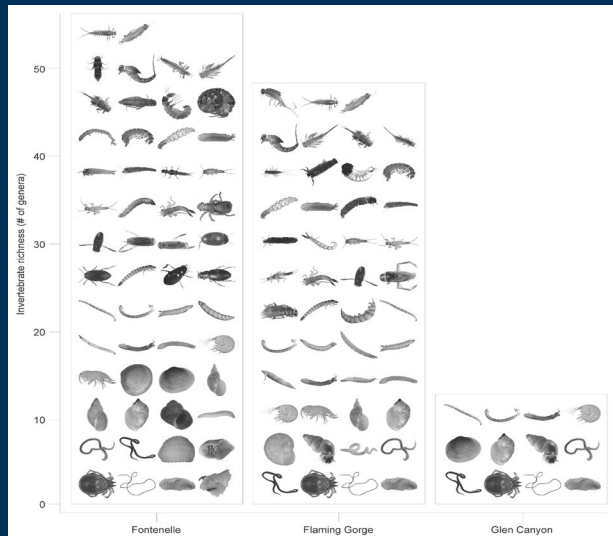 Invertebrate richness (# of genera)
50
40
30
20
10
0
Fontenelle
Flaming Gorge
Glen Canyon